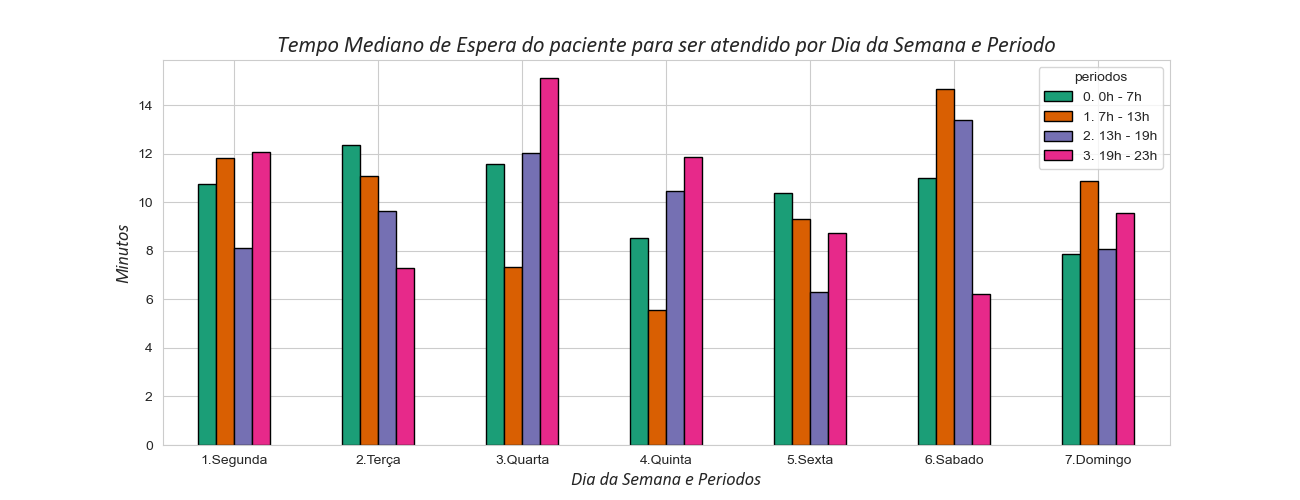 Tempo Mediano de Espera do paciente para ser atendido por Dia da Semana e Periodo
periodos
0. 0h - 7h
1. 7h - 13h
2. 13h - 19h
3. 19h - 23h
Minutos
14
12
10
8
6
4
2
0
1.Segunda 2.Terça 3.Quarta 4.Quinta 5.Sexta 6.Sabado 7.Domingo
Dia da Semana e Periodos